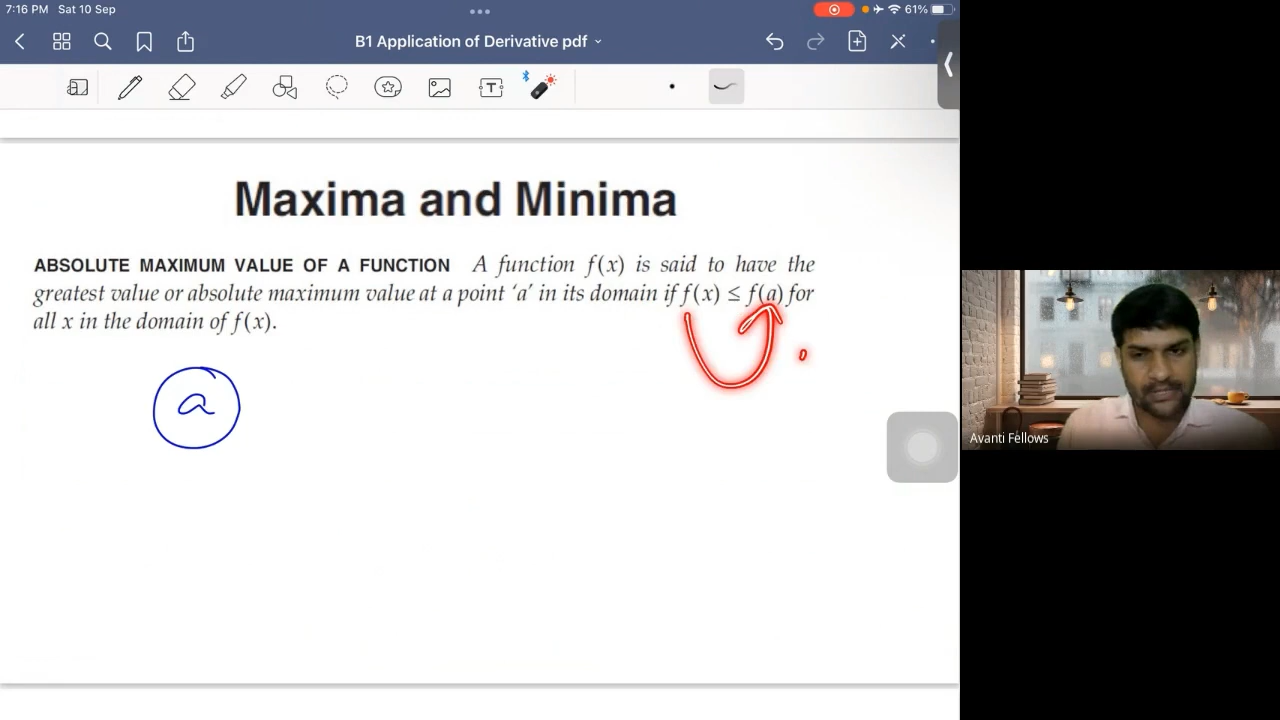 7:16 PM Sat 10 Sep
61%
B1 Application of Derivative pdf
T
Maxima and Minima
ABSOLUTE MAXIMUM VALUE OF A FUNCTION A function f(x) is said to have the
greatest value or absolute maximum value at a point ‘a’ in its domain if f(x) ≤ f(a) for
all x in the domain of f(x).
a
Avanti Fellows